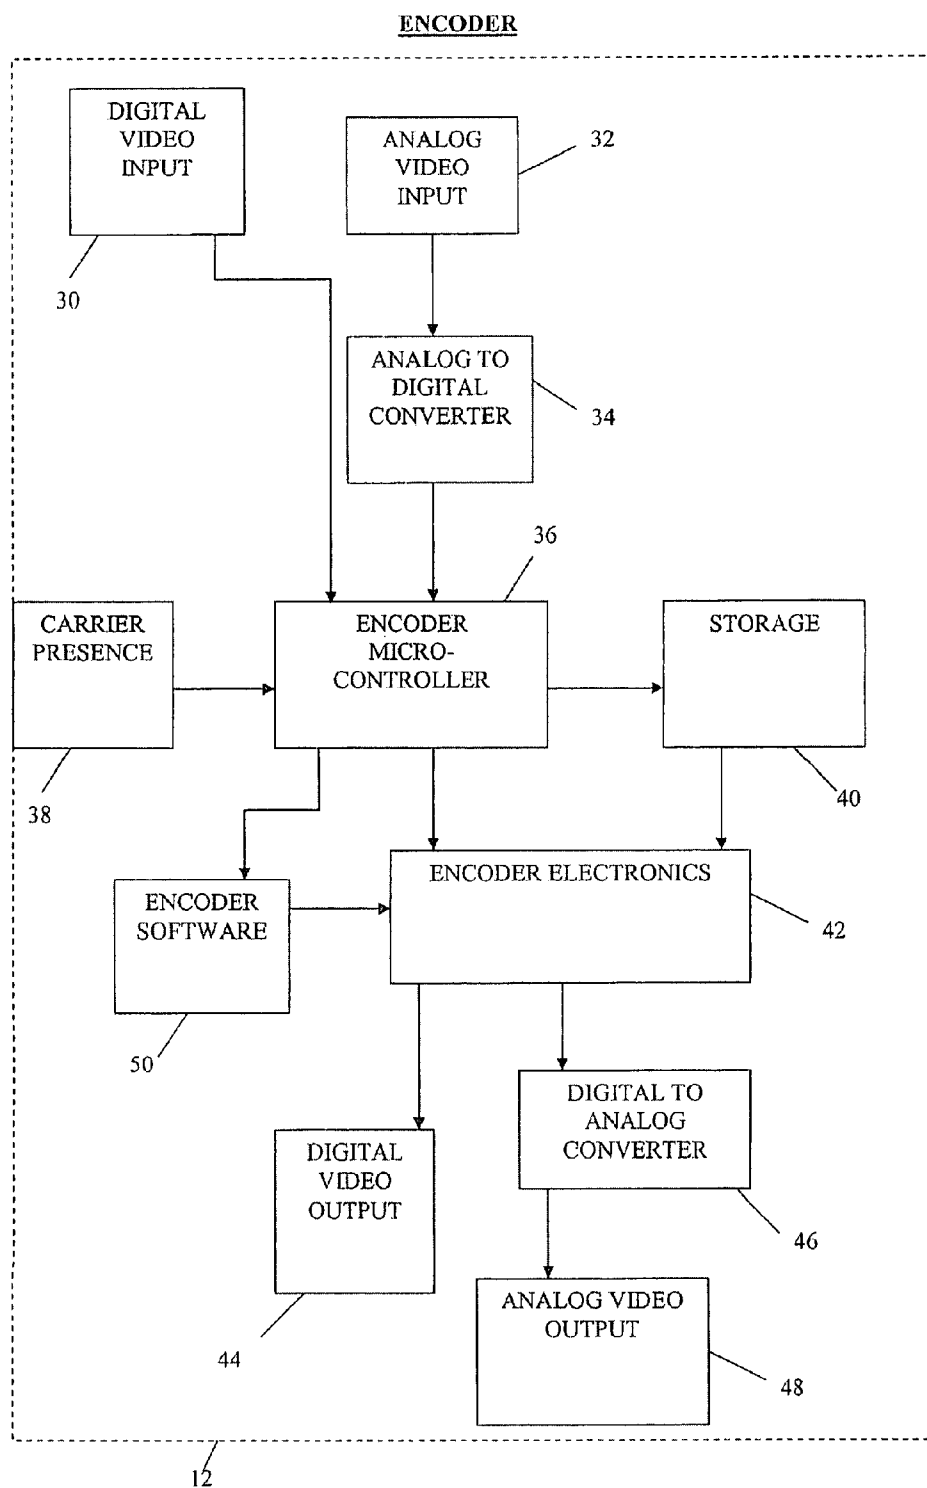 ENCODER
DIGITAL
VIDEO
INPUT
30
ANALOG
VIDEO
INPUT
32
ANALOG TO
DIGITAL
CONVERTER
34
36
CARRIER
PRESENCE
38
ENCODER
MICRO-
CONTROLLER
STORAGE
40
ENCODER ELECTRONICS
42
ENCODER
SOFTWARE
50
DIGITAL TO
ANALOG
CONVERTER
46
DIGITAL
VIDEO
OUTPUT
44
ANALOG VIDEO
OUTPUT
48
12